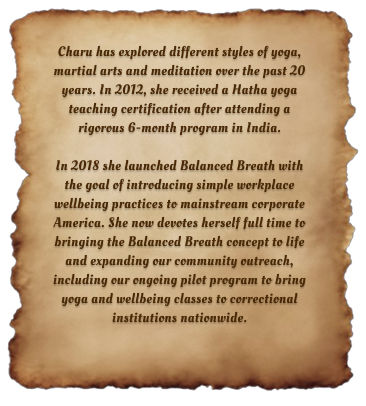 Charu has explored different styles of yoga,
martial arts and meditation over the past 20
years. In 2012, she received a Hatha yoga
teaching certification after attending a
rigorous 6-month program in India.
In 2018 she launched Balanced Breath with
the goal of introducing simple workplace
wellbeing practices to mainstream corporate
America. She now devotes herself full time to
bringing the Balanced Breath concept to life
and expanding our community outreach,
including our ongoing pilot program to bring
yoga and wellbeing classes to correctional
institutions nationwide.